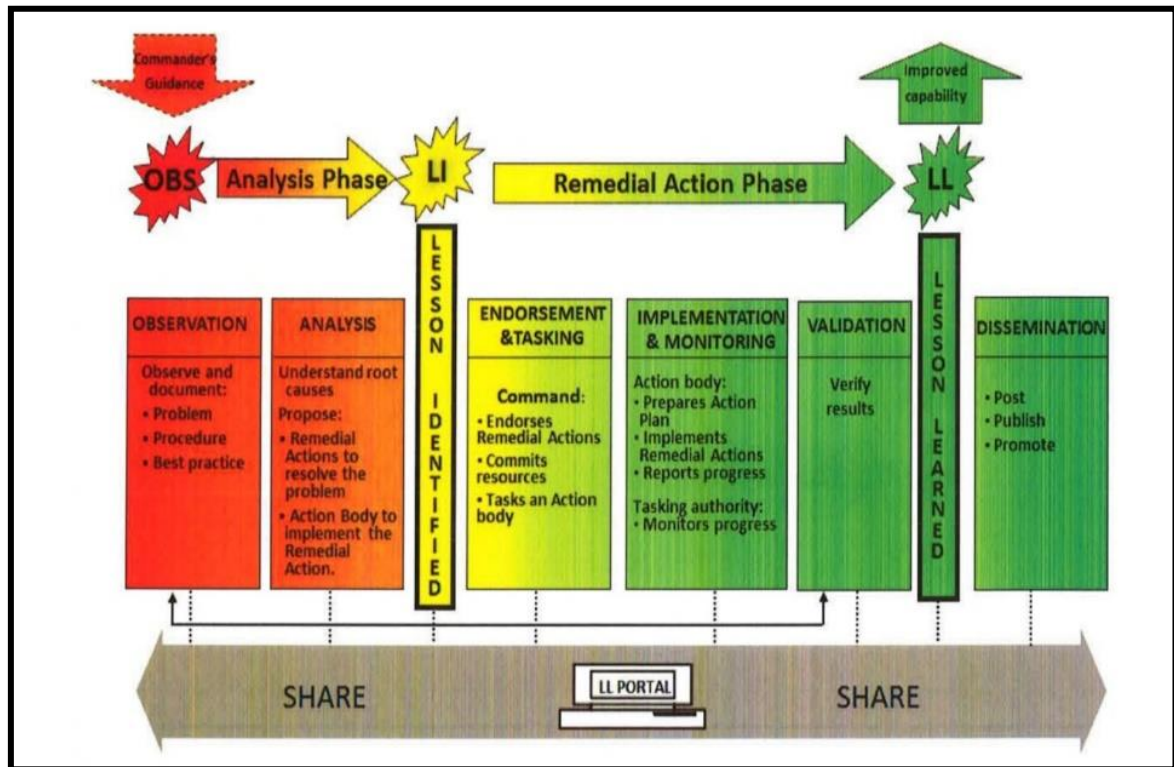 Commander's
Guidance
Improved
capability
OBS
Analysis Phase
LI
Remedial Action Phase
LL
OBSERVATION
Observe and
document:
• Problem
• Procedure
• Best practice
ANALYSIS
Understand root
causes
Propose:
• Remedial
Actions to
resolve the
problem
• Action Body to
implement the
Remedial
Action.
LESSON IDENTIFIED
ENDORSEMENT
&TASKING
Command:
• Endorses
Remedial Actions
• Commits
resources
• Tasks an Action
body
IMPLEMENTATION
& MONITORING
Action body:
• Prepares Action
Plan
• Implements
Remedial Actions
• Reports progress
Tasking authority:
• Monitors progress
VALIDATION
Verify
results
LESSON LEARNED
DISSEMINATION
• Post
• Publish
• Promote
SHARE
LL PORTAL
SHARE